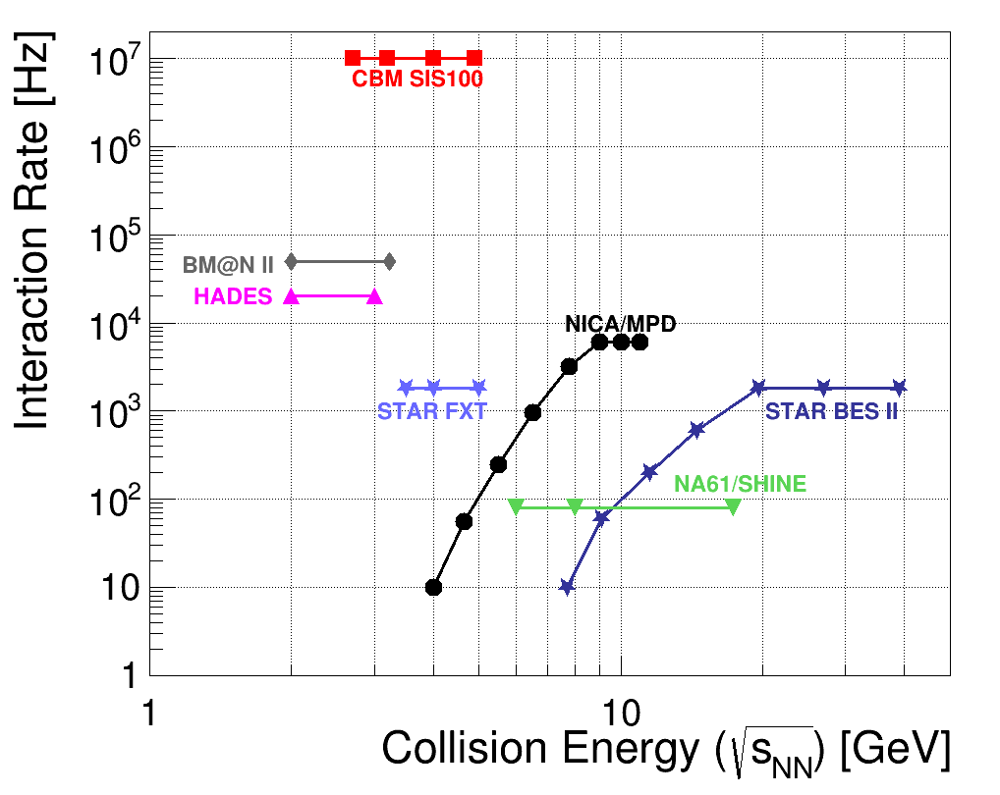 Interaction Rate [Hz]
10^7
10^6
10^5
10^4
10^3
10^2
10
1
CBM SIS100
BM@N II
HADES
NICA/MPD
STAR FXT
STAR BES II
NA61/SHINE
1
10
Collision Energy (√s_NN) [GeV]